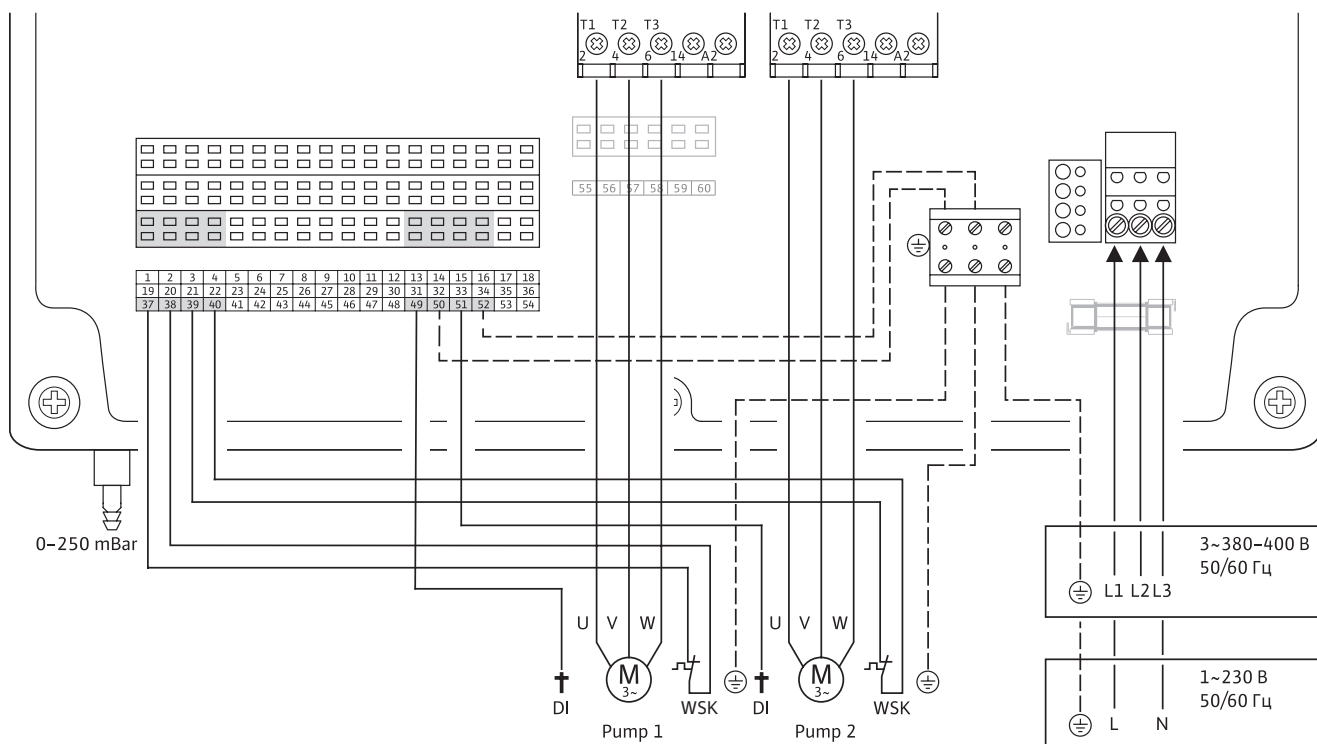 T1 T2 T3
2 4 6 14 A2
T1 T2 T3
2 4 6 14 A2
55 56 57 58 59 60
1 2 3 4 5 6 7 8 9 10 11 12 13 14 15 16 17 18
19 20 21 22 23 24 25 26 27 28 29 30 31 32 33 34 35 36
37 38 39 40 41 42 43 44 45 46 47 48 49 50 51 52 53 54
0–250 mBar
3~380–400 В
50/60 Гц
L1 L2 L3
U V W
U V W
M
3~
M
3~
DI
WSK
DI
WSK
Pump 1
Pump 2
1~230 В
50/60 Гц
L N